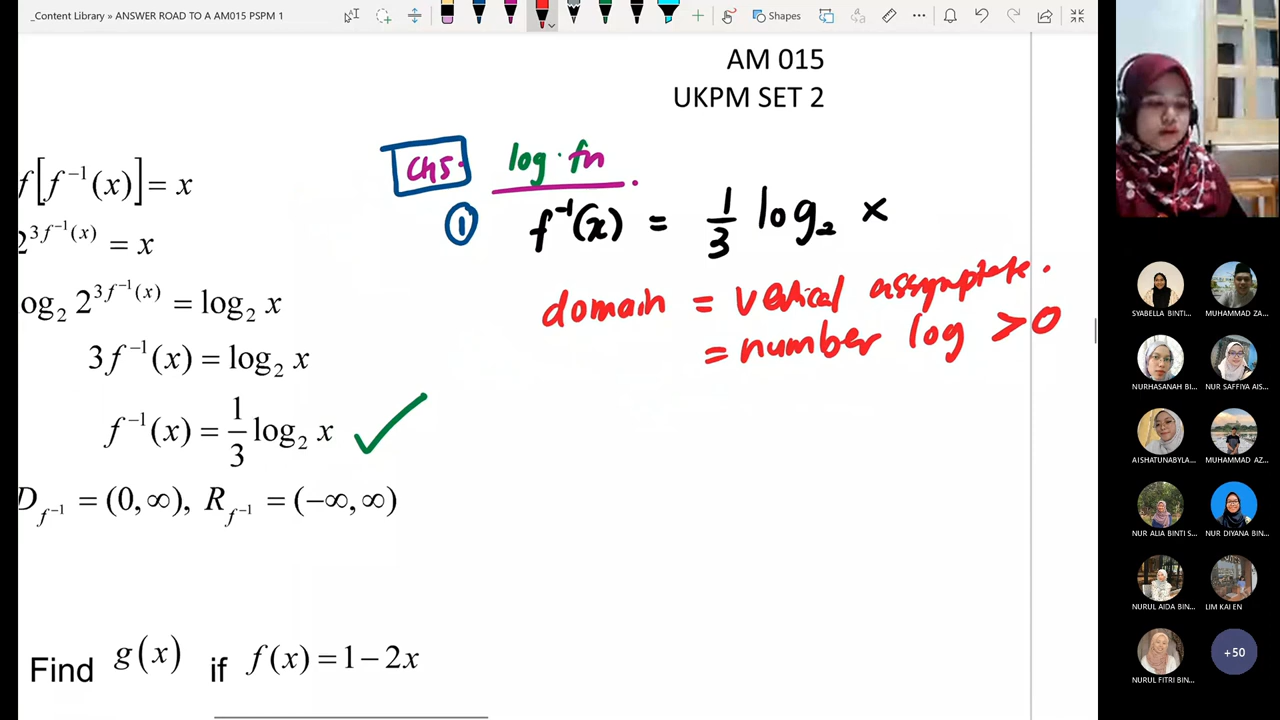 _Content Library » ANSWER ROAD TO A AM015 PSPM 1
Shapes
AM 015
UKPM SET 2
f[f⁻¹(x)] = x
2^{3f⁻¹(x)} = x
og₂ 2^{3f⁻¹(x)} = log₂ x
3f⁻¹(x) = log₂ x
f⁻¹(x) = 1/3 log₂ x
D_{f⁻¹} = (0, ∞), R_{f⁻¹} = (−∞, ∞)
Find g(x) if f(x) = 1 − 2x
Ch5. log. fn
① f⁻¹(x) = 1/3 log₂ x
domain = vertical assymptote.
= number log > 0
SYABELLA BINTI...
MUHAMMAD ZA...
NURHASANAH BI...
NUR SAFFIYA AIS...
AISHATUNABYLA...
MUHAMMAD AZ...
NUR ALIA BINTI S...
NUR DIYANA BIN...
NURUL AIDA BIN...
LIM KAI EN
NURUL FITRI BIN...
+50